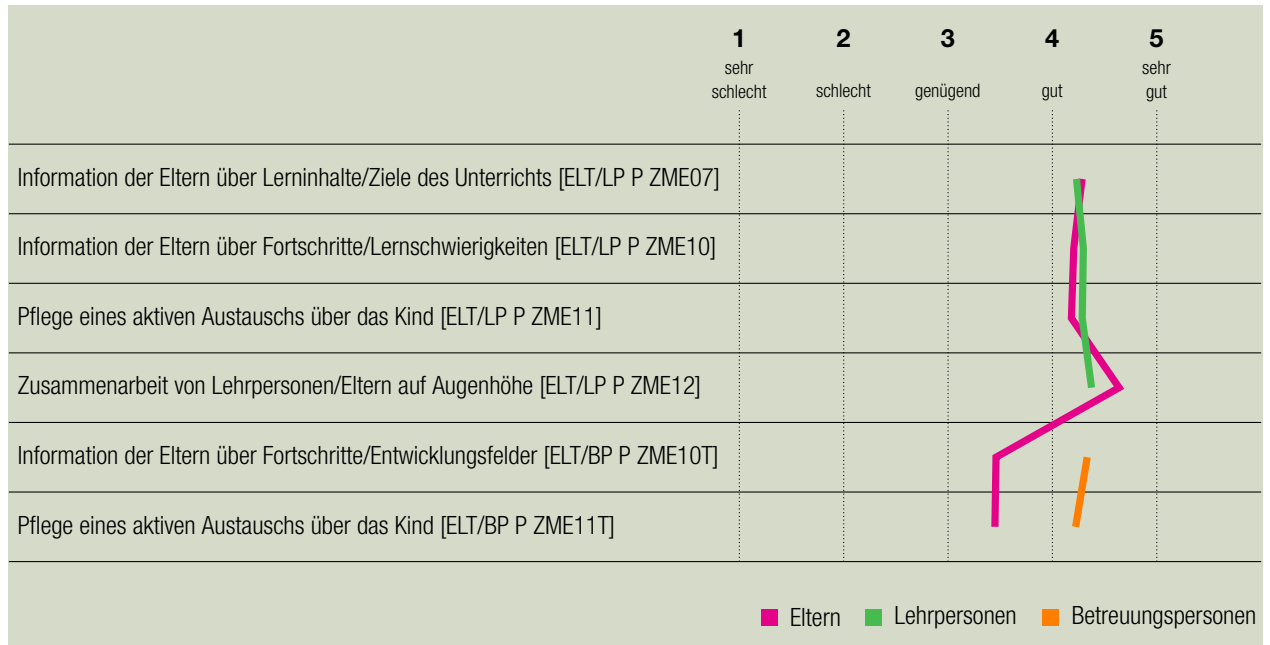 1 2 3 4 5
sehr schlecht schlecht genügend gut sehr gut
Information der Eltern über Lerninhalte/Ziele des Unterrichts [ELT/LP P ZME07]
Information der Eltern über Fortschritte/Lernschwierigkeiten [ELT/LP P ZME10]
Pflege eines aktiven Austauschs über das Kind [ELT/LP P ZME11]
Zusammenarbeit von Lehrpersonen/Eltern auf Augenhöhe [ELT/LP P ZME12]
Information der Eltern über Fortschritte/Entwicklungsfelder [ELT/BP P ZME10T]
Pflege eines aktiven Austauschs über das Kind [ELT/BP P ZME11T]
Eltern Lehrpersonen Betreuungspersonen